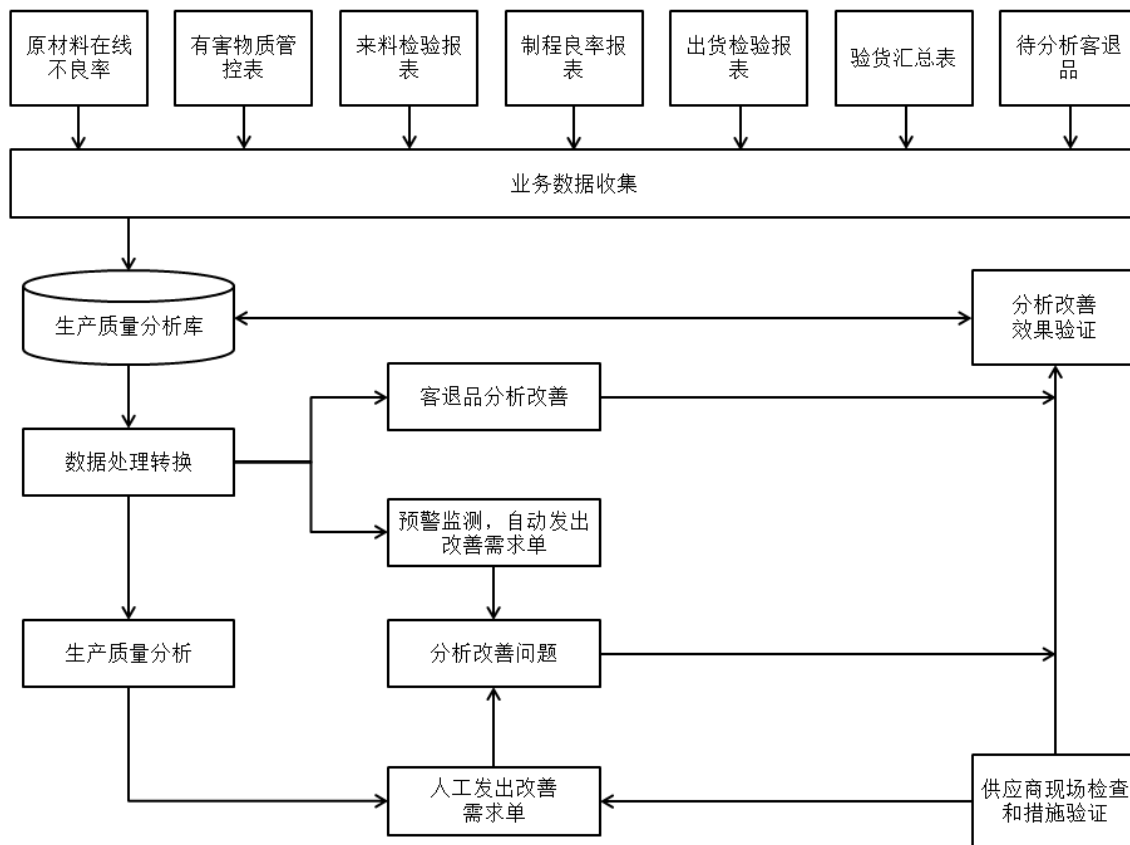 原材料在线
不良率
有害物质管
控表
来料检验报
表
制程良率报
表
出货检验报
表
验货汇总表
待分析客退
品
业务数据收集
生产质量分析库
分析改善
效果验证
客退品分析改善
数据处理转换
预警监测，自动发出
改善需求单
生产质量分析
分析改善问题
人工发出改善
需求单
供应商现场检查
和措施验证